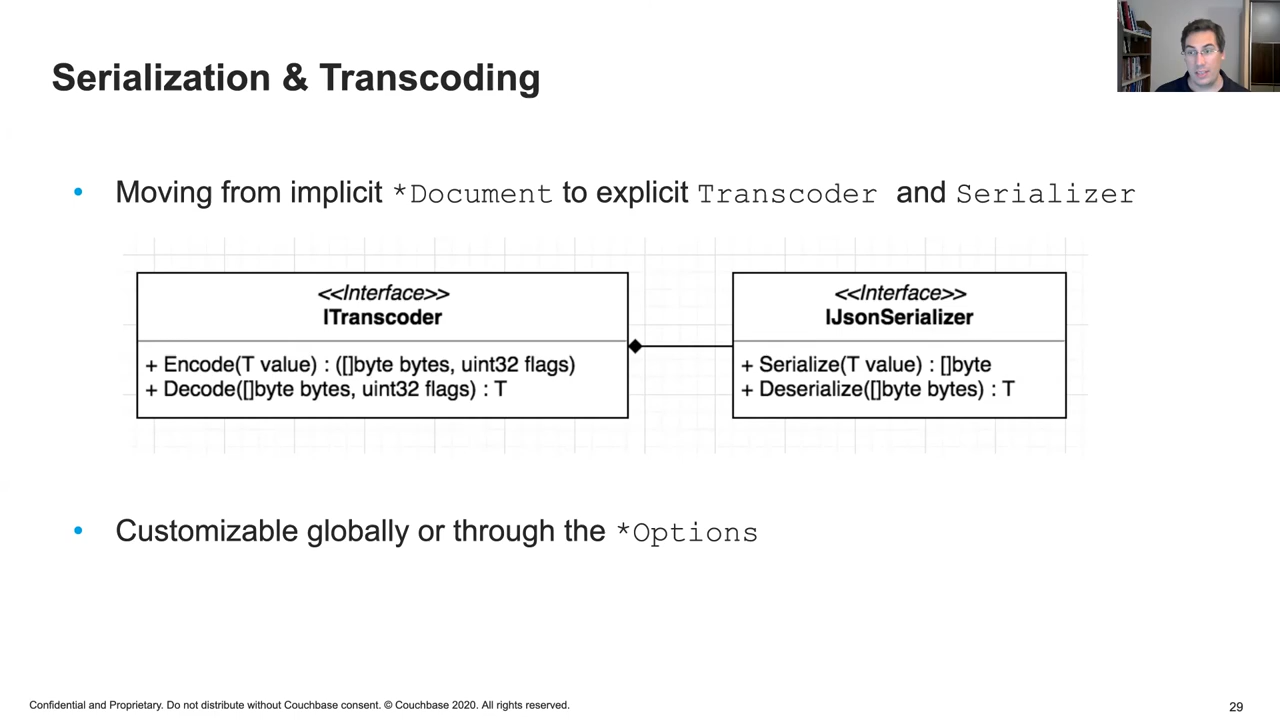 Serialization & Transcoding
• Moving from implicit *Document to explicit Transcoder and Serializer
<<Interface>>
ITranscoder
+ Encode(T value) : ([]byte bytes, uint32 flags)
+ Decode([]byte bytes, uint32 flags) : T
<<Interface>>
IJsonSerializer
+ Serialize(T value) : []byte
+ Deserialize([]byte bytes) : T
• Customizable globally or through the *Options
Confidential and Proprietary. Do not distribute without Couchbase consent. © Couchbase 2020. All rights reserved.
29